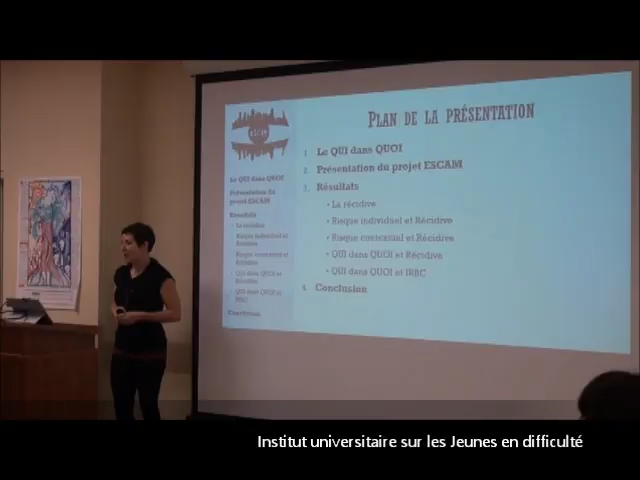 PLAN DE LA PRÉSENTATION
1. Le QUI dans QUOI
2. Présentation du projet ESCAM
3. Résultats
• La récidive
• Risque individuel et Récidive
• Risque contextuel et Récidive
• QUI dans QUOI et Récidive
• QUI dans QUOI et IRBC
4. Conclusion
Le QUI dans QUOI
Présentation du
projet ESCAM
Résultats
• La récidive
• Risque individuel et
Récidive
• Risque contextuel et
Récidive
• QUI dans QUOI et
Récidive
• QUI dans QUOI et
IRBC
Conclusion
Institut universitaire sur les Jeunes en difficulté